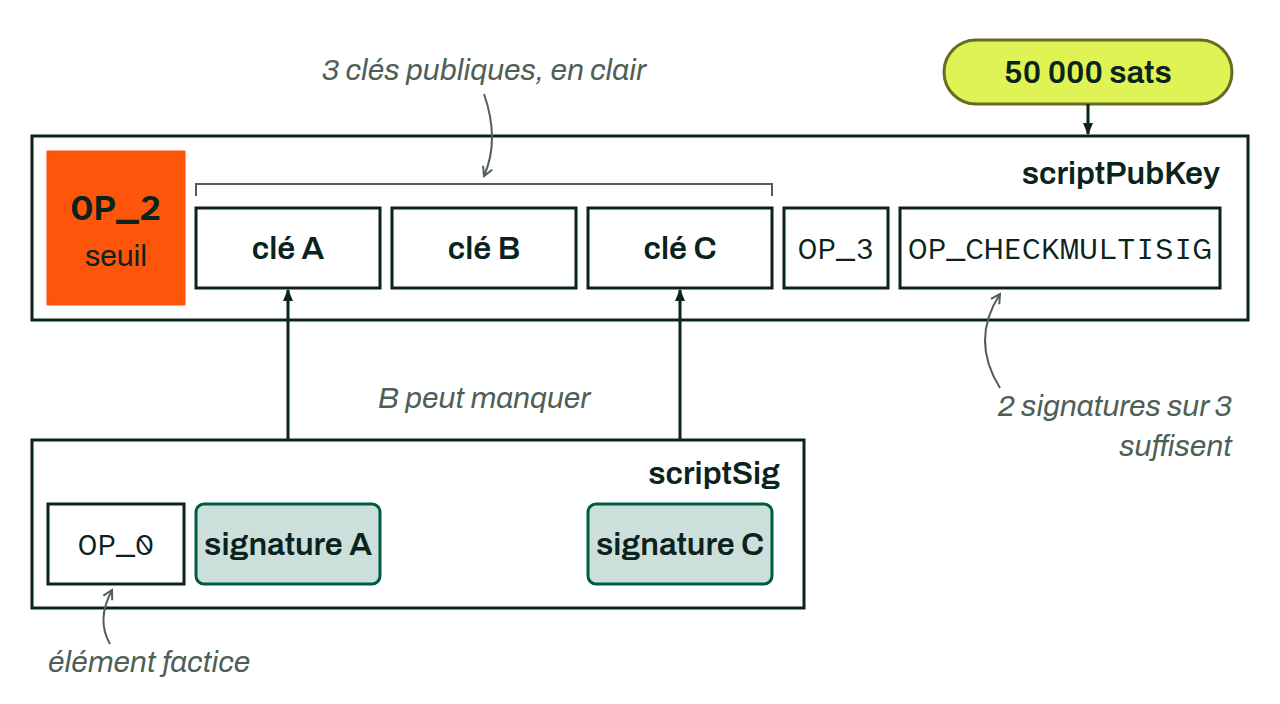 3 clés publiques, en clair
50 000 sats
scriptPubKey
OP_2
seuil
clé A
clé B
clé C
OP_3
OP_CHECKMULTISIG
B peut manquer
2 signatures sur 3
suffisent
scriptSig
OP_0
signature A
signature C
élément factice